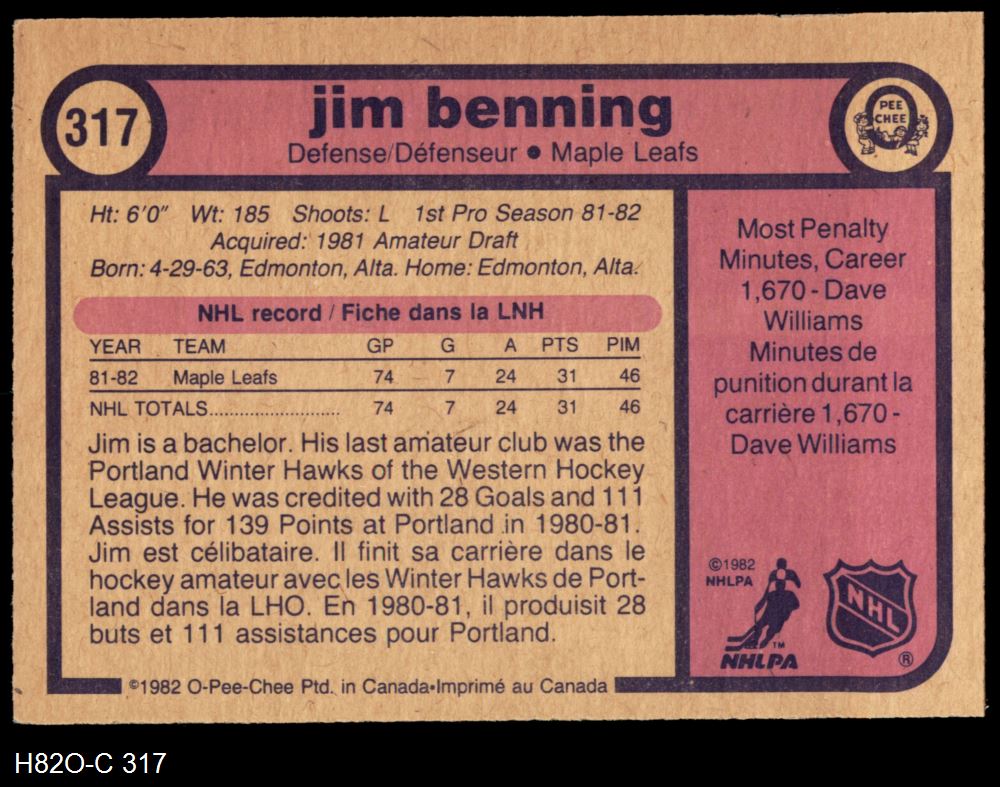 317
jim benning
PEE
CHEE
Defense/Défenseur ● Maple Leafs
Ht: 6'0" Wt: 185 Shoots: L 1st Pro Season 81-82
Acquired: 1981 Amateur Draft
Born: 4-29-63, Edmonton, Alta. Home: Edmonton, Alta.
NHL record / Fiche dans la LNH
YEAR TEAM GP G A PTS PIM
81-82 Maple Leafs 74 7 24 31 46
NHL TOTALS.......................... 74 7 24 31 46
Jim is a bachelor. His last amateur club was the
Portland Winter Hawks of the Western Hockey
League. He was credited with 28 Goals and 111
Assists for 139 Points at Portland in 1980-81.
Jim est célibataire. Il finit sa carrière dans le
hockey amateur avec les Winter Hawks de Port-
land dans la LHO. En 1980-81, il produisit 28
buts et 111 assistances pour Portland.
Most Penalty
Minutes, Career
1,670 - Dave
Williams
Minutes de
punition durant la
carrière 1,670 -
Dave Williams
©1982
NHLPA
TM
NHLPA
NHL
®
©1982 O-Pee-Chee Ptd. in Canada•Imprimé au Canada
H82O-C 317